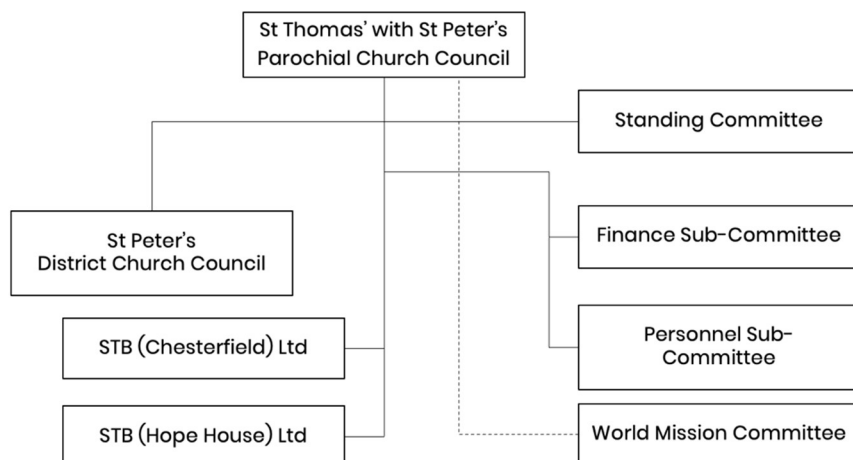 St Thomas’ with St Peter’s
Parochial Church Council
Standing Committee
St Peter’s
District Church Council
Finance Sub-Committee
STB (Chesterfield) Ltd
Personnel Sub-
Committee
STB (Hope House) Ltd
World Mission Committee